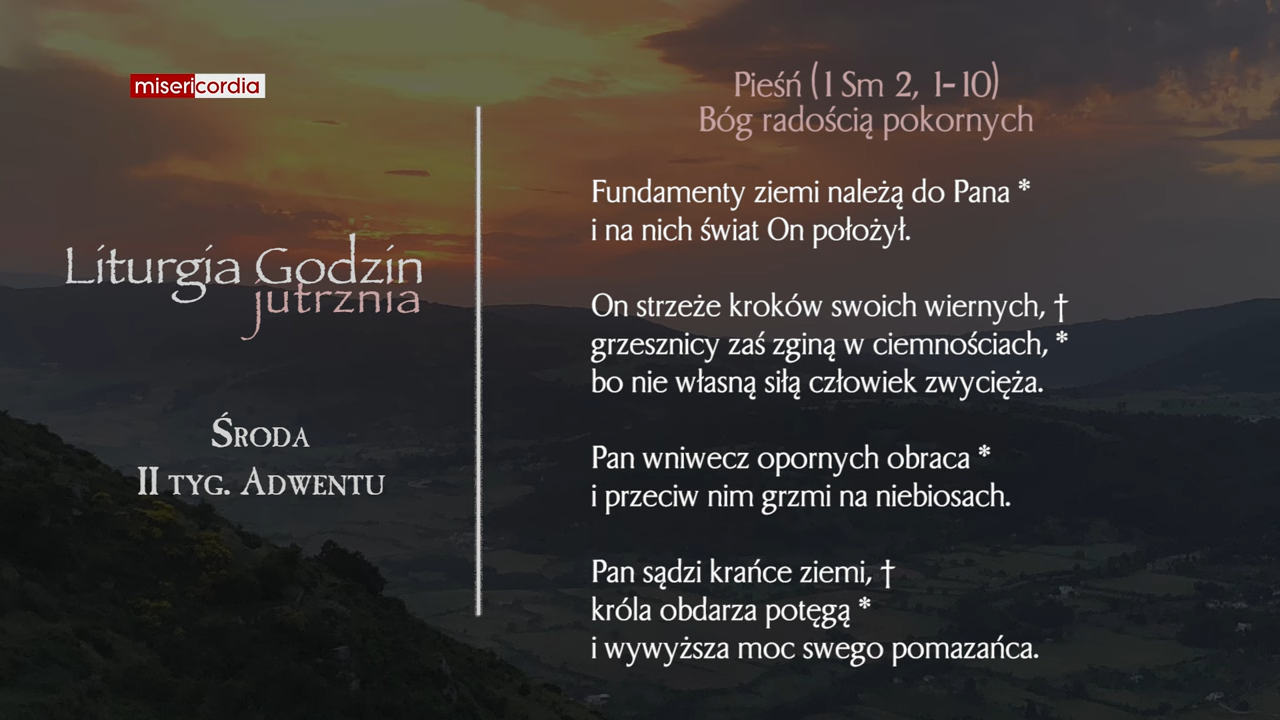 misericordia
Liturgia Godzin
jutrznia
Środa
II tyg. Adwentu
Pieśń (1 Sm 2, 1-10)
Bóg radością pokornych
Fundamenty ziemi należą do Pana *
i na nich świat On położył.
On strzeże kroków swoich wiernych, †
grzesznicy zaś zginą w ciemnościach, *
bo nie własną siłą człowiek zwycięża.
Pan wniwecz opornych obraca *
i przeciw nim grzmi na niebiosach.
Pan sądzi krańce ziemi, †
króla obdarza potęgą *
i wywyższa moc swego pomazańca.